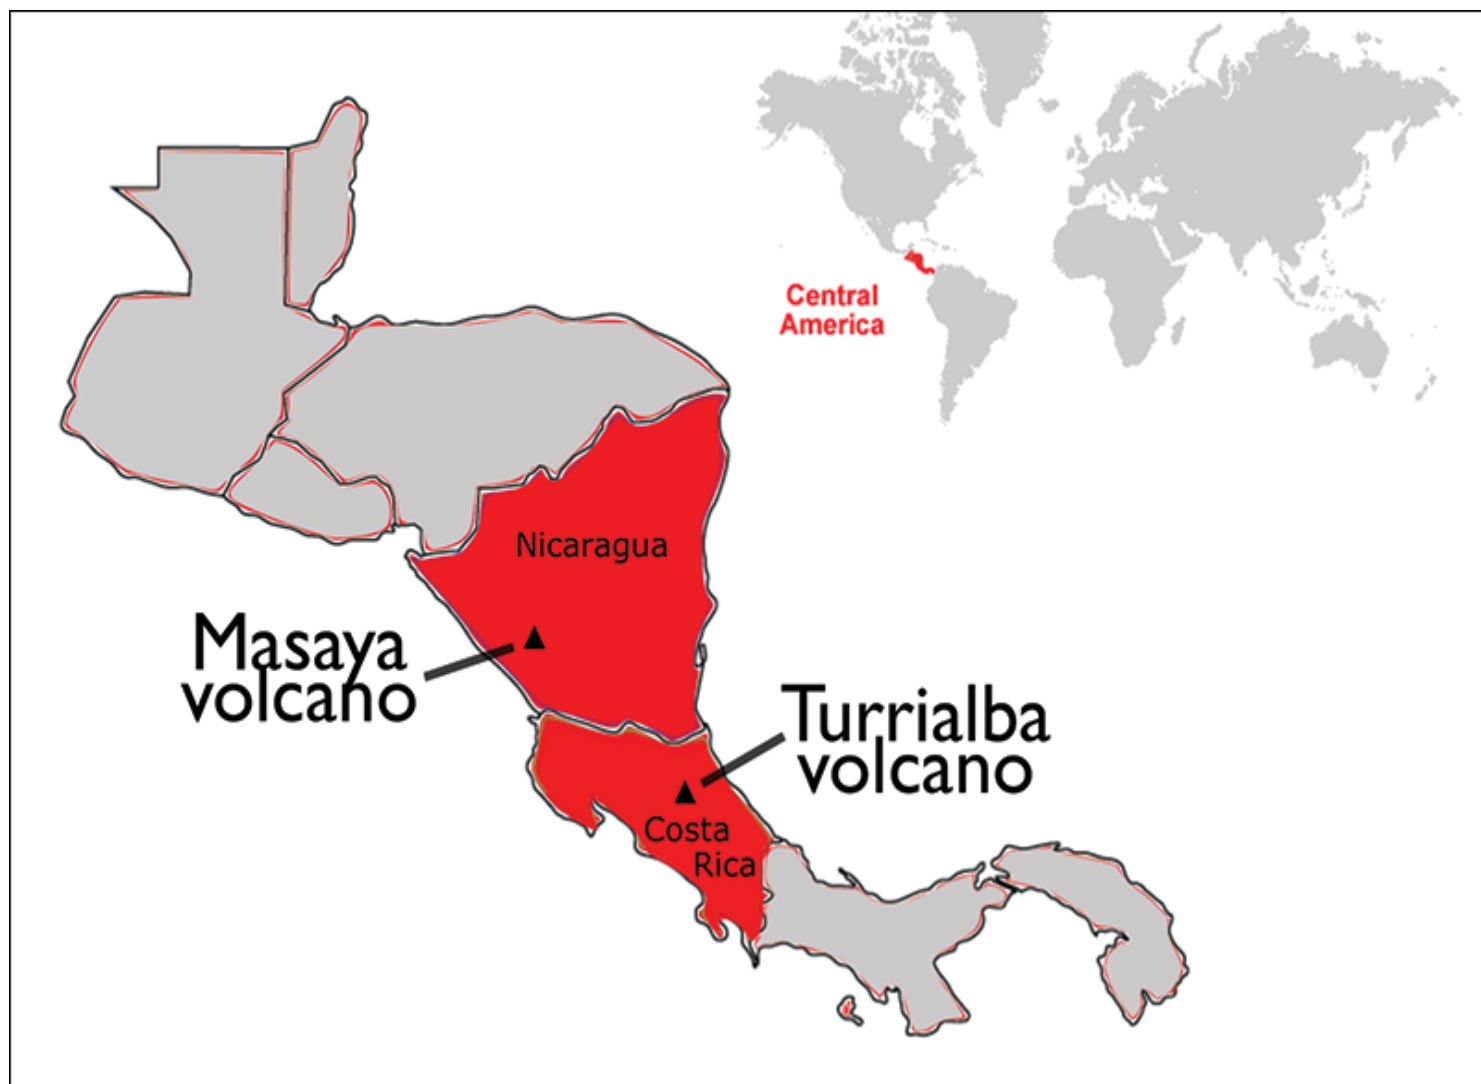 Central
America
Nicaragua
Masaya
volcano
Turrialba
volcano
Costa
Rica